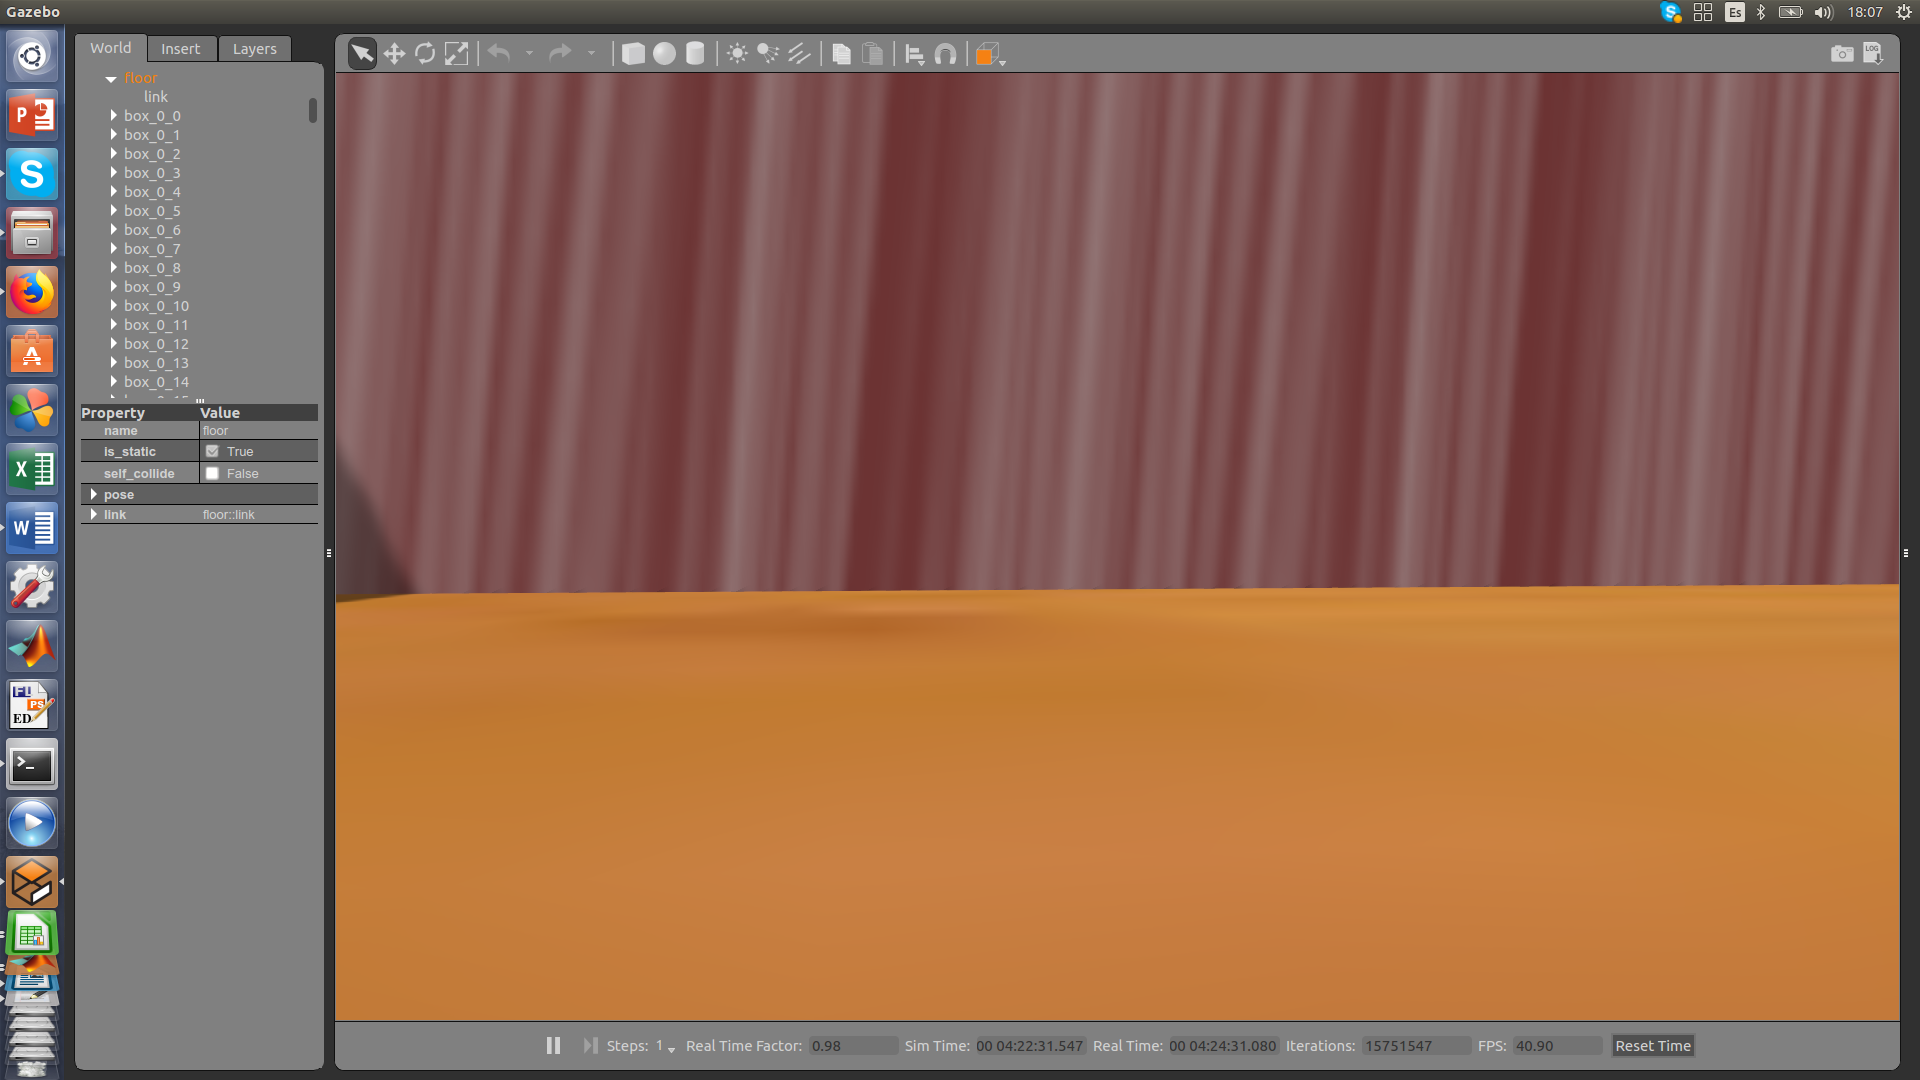 Gazebo
Es
18:07
World
Insert
Layers
LOG
floor
link
box_0_0
box_0_1
box_0_2
box_0_3
box_0_4
box_0_5
box_0_6
box_0_7
box_0_8
box_0_9
box_0_10
box_0_11
box_0_12
box_0_13
box_0_14
Property Value
name floor
is_static True
self_collide False
pose
link floor::link
Steps: 1 Real Time Factor: 0.98 Sim Time: 00 04:22:31.547 Real Time: 00 04:24:31.080 Iterations: 15751547 FPS: 40.90 Reset Time